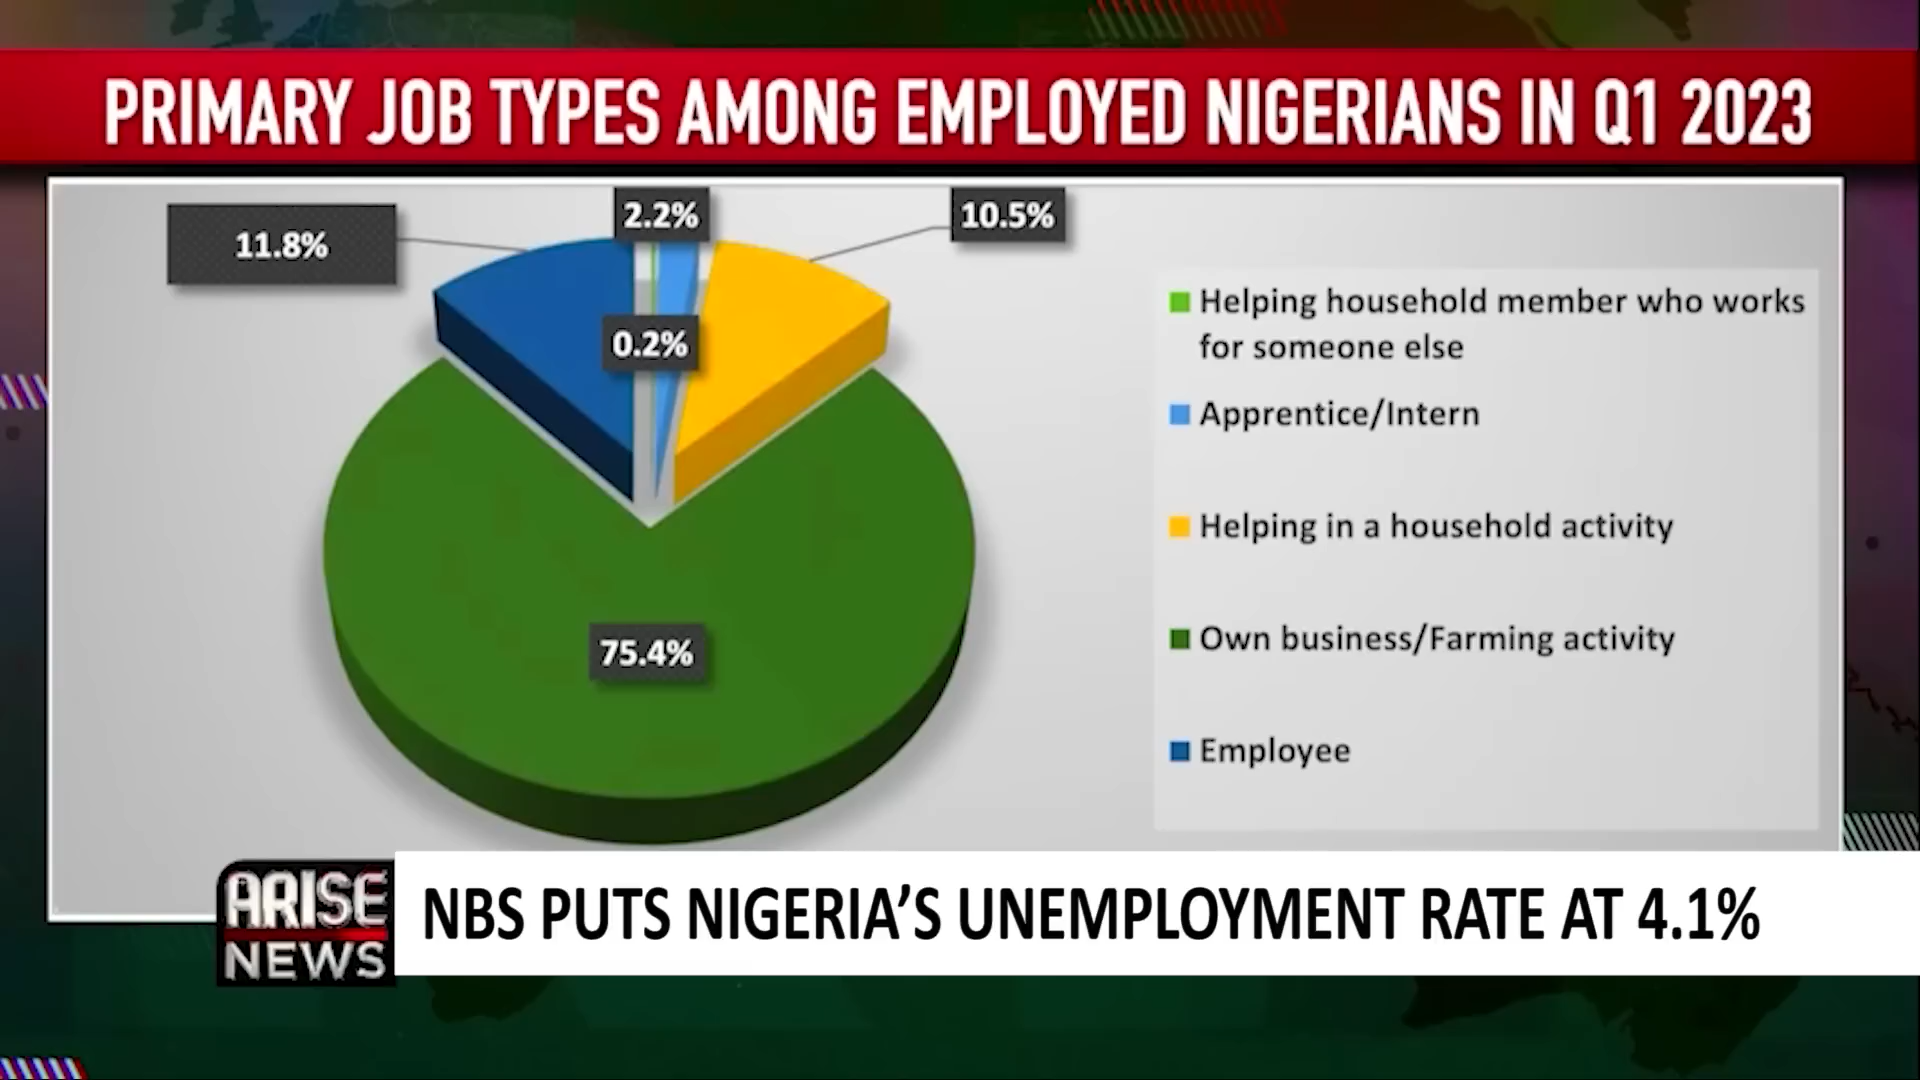 PRIMARY JOB TYPES AMONG EMPLOYED NIGERIANS IN Q1 2023
11.8%
2.2%
10.5%
0.2%
75.4%
Helping household member who works
for someone else
Apprentice/Intern
Helping in a household activity
Own business/Farming activity
Employee
ARISE
NEWS
NBS PUTS NIGERIA'S UNEMPLOYMENT RATE AT 4.1%